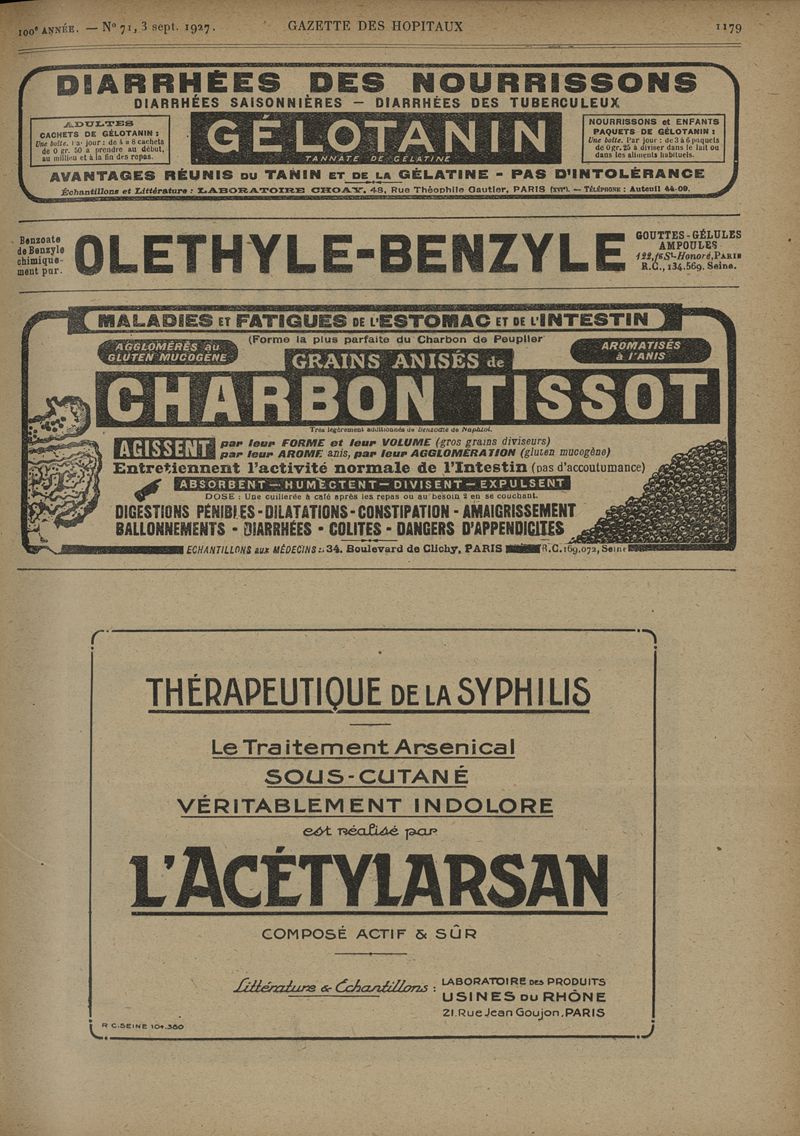 100e ANNÉE. — No 71, 3 sept. 1927.
GAZETTE DES HOPITAUX
1179
DIARRHÉES DES NOURRISSONS
DIARRHÉES SAISONNIÈRES — DIARRHÉES DES TUBERCULEUX
ADULTES
CACHETS DE GÉLOTANIN :
Une boîte. Par jour : de 4 à 8 cachets
de 0 gr. 50 à prendre au début,
au milieu et à la fin des repas.
GÉLOTANIN
TANNATE DE GÉLATINE
NOURRISSONS et ENFANTS
PAQUETS DE GÉLOTANIN :
Une boîte. Par jour : de 3 à 6 paquets
de 0 gr. 25 à diviser dans le lait ou
dans les aliments habituels.
AVANTAGES RÉUNIS DU TANIN ET DE LA GÉLATINE - PAS D'INTOLÉRANCE
Échantillons et Littérature : LABORATOIRE CHOAY, 48, Rue Théophile Gautier, PARIS (XVIe). — TÉLÉPHONE : Auteuil 44-09.
Benzoate
de Benzyle
chimique-
ment pur.
OLETHYLE-BENZYLE
GOUTTES-GÉLULES
AMPOULES
122, fg St-Honoré, PARIS
R.C., 134.569. Seine.
MALADIES ET FATIGUES DE L'ESTOMAC ET DE L'INTESTIN
(Forme la plus parfaite du Charbon de Peuplier
AGGLOMÉRÉS au
GLUTEN MUCOGÈNE
GRAINS ANISÉS de
AROMATISÉS
à l'ANIS
CHARBON TISSOT
Très légèrement additionnés de Benzoate de Naphtol.
AGISSENT
par leur FORME et leur VOLUME (gros grains diviseurs)
par leur AROME anis, par leur AGGLOMÉRATION (gluten mucogène)
Entretiennent l'activité normale de l'Intestin (pas d'accoutumance)
ABSORBENT — HUMECTENT — DIVISENT — EXPULSENT
DOSE : Une cuillerée à café après les repas ou au besoin 2 en se couchant.
DIGESTIONS PÉNIBLES - DILATATIONS - CONSTIPATION - AMAIGRISSEMENT
BALLONNEMENTS - DIARRHÉES - COLITES - DANGERS D'APPENDICITES
ECHANTILLONS aux MÉDECINS : 34, Boulevard de Clichy, PARIS R.C. 169.072, Seine
THÉRAPEUTIQUE DE LA SYPHILIS
Le Traitement Arsenical
SOUS-CUTANÉ
VÉRITABLEMENT INDOLORE
est réalisé par
L'ACÉTYLARSAN
COMPOSÉ ACTIF & SÛR
Littérature & Échantillons :
LABORATOIRE DES PRODUITS
USINES DU RHÔNE
21, Rue Jean Goujon, PARIS
R C. SEINE 104.380